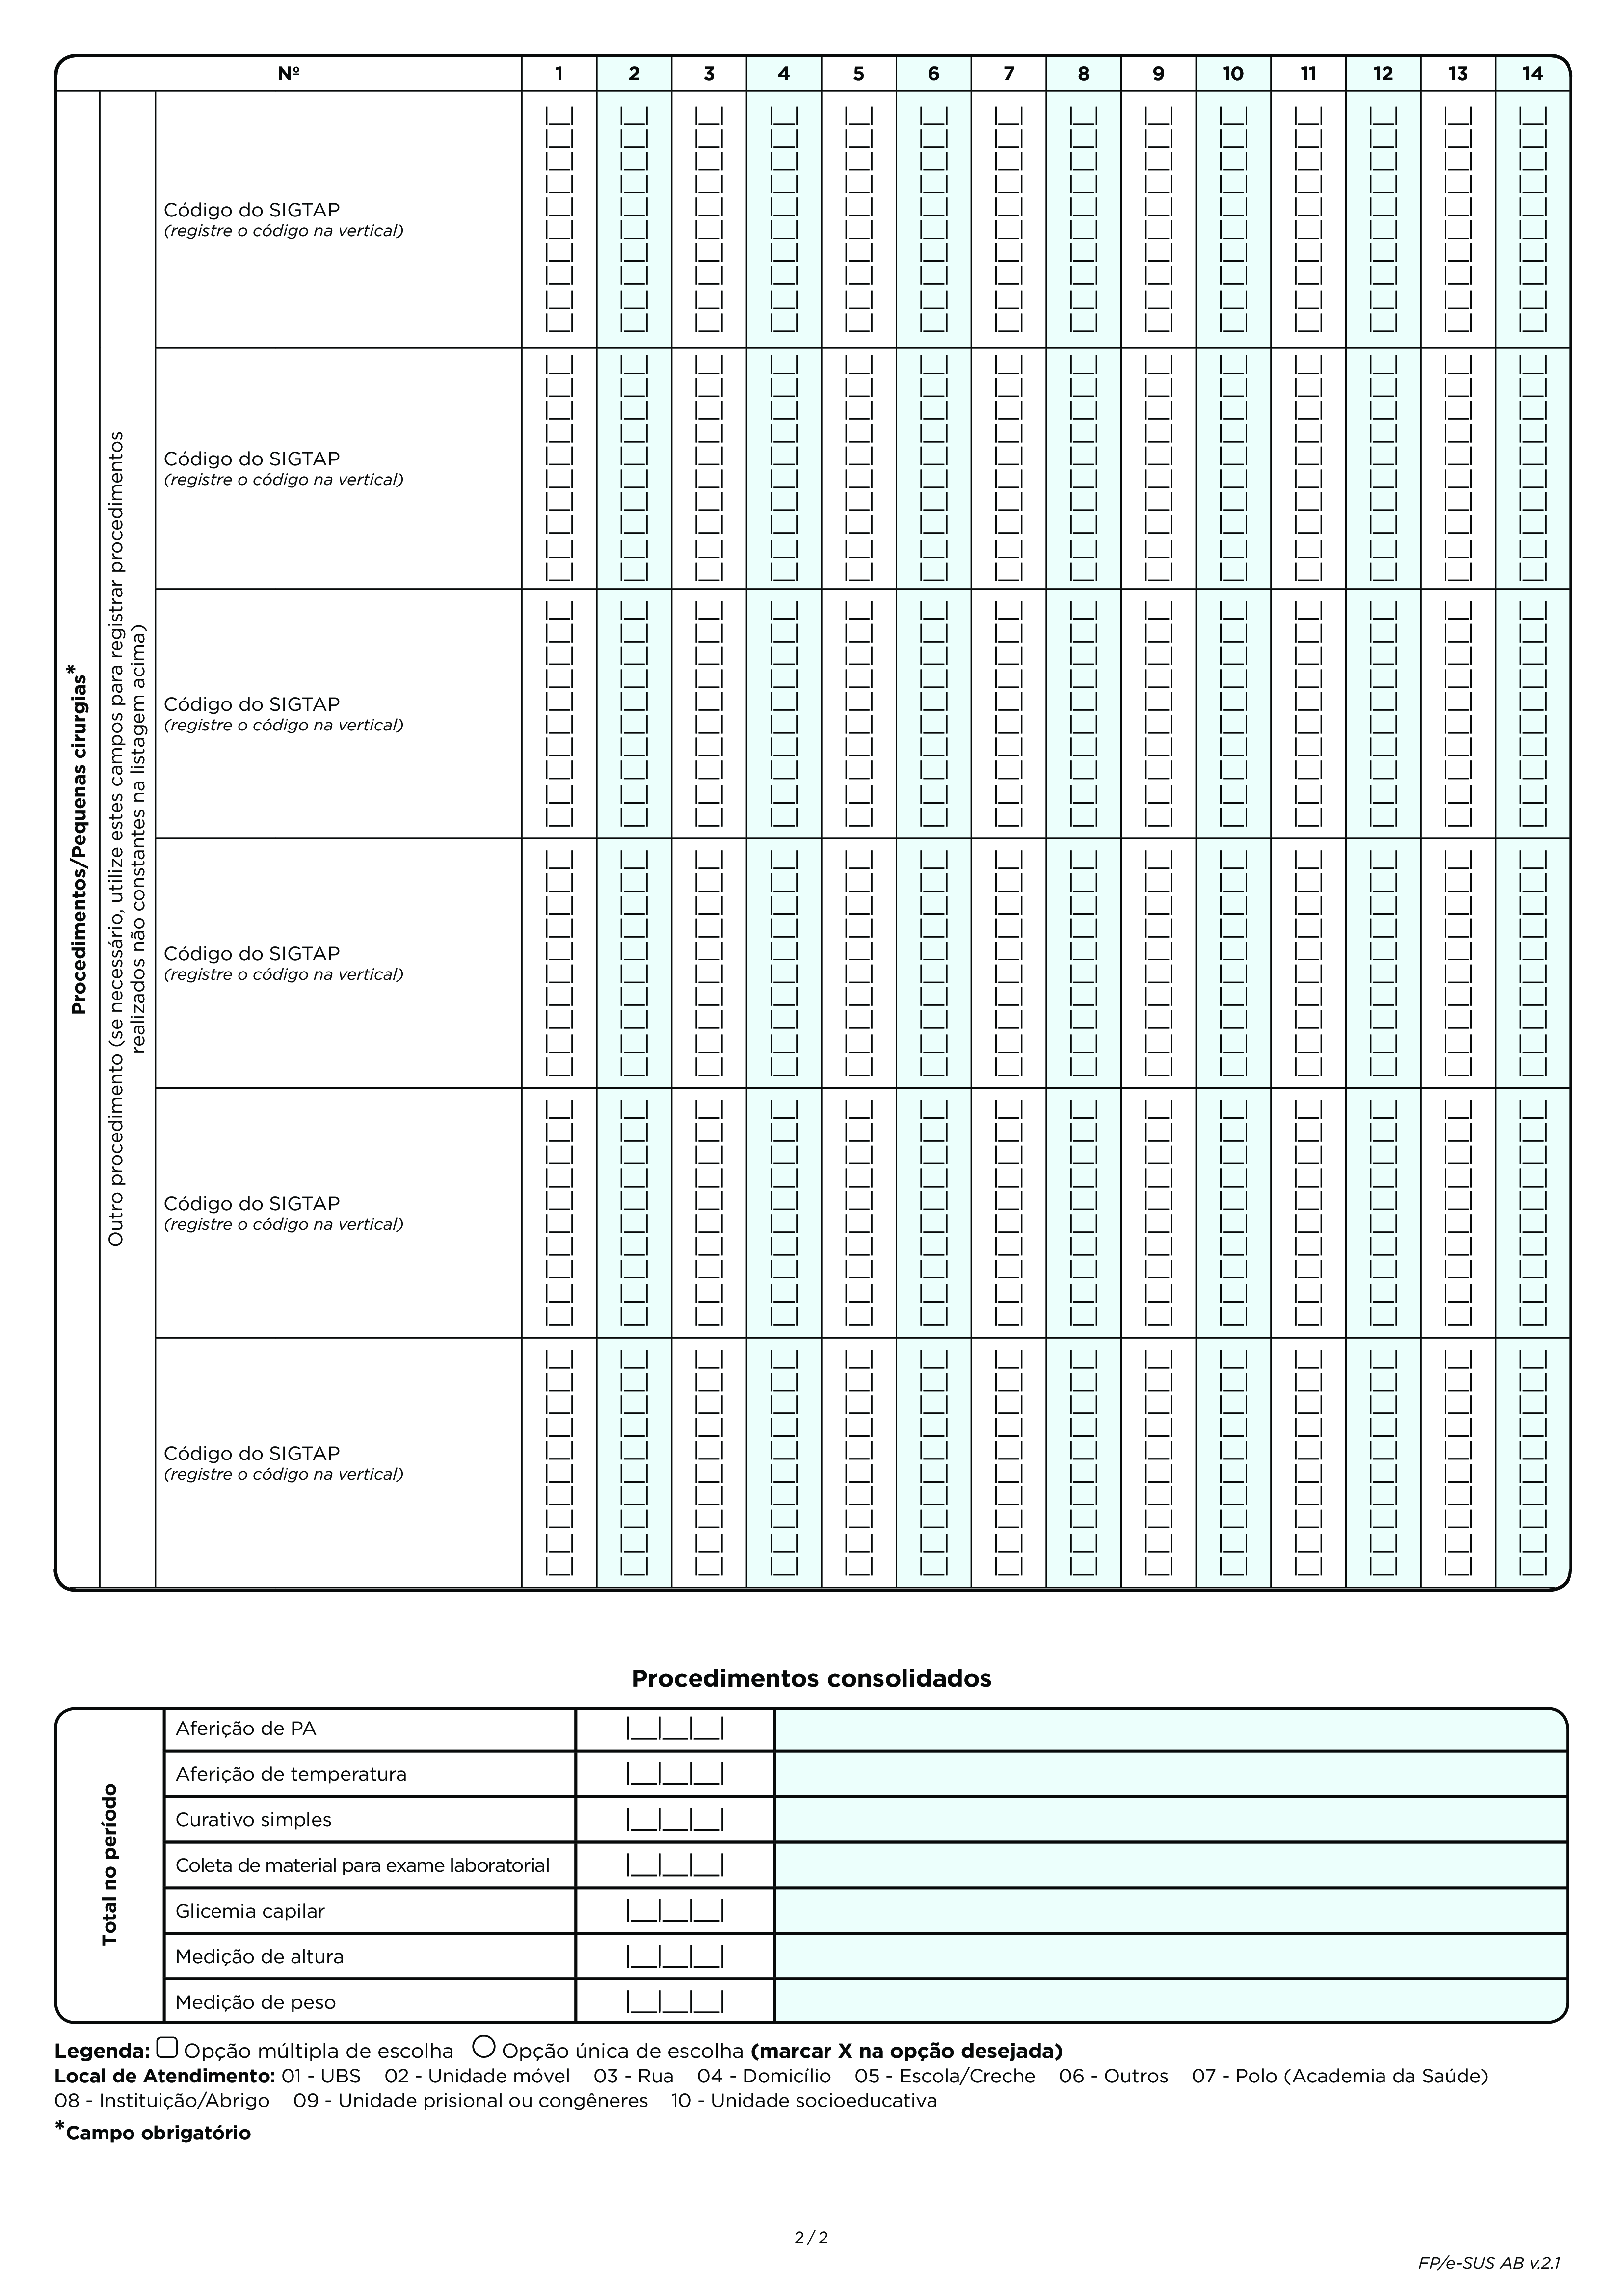 Nº 1 2 3 4 5 6 7 8 9 10 11 12 13 14
Procedimentos/Pequenas cirurgias*
Outro procedimento (se necessário, utilize estes campos para registrar procedimentos
realizados não constantes na listagem acima)
Código do SIGTAP
(registre o código na vertical)
Código do SIGTAP
(registre o código na vertical)
Código do SIGTAP
(registre o código na vertical)
Código do SIGTAP
(registre o código na vertical)
Código do SIGTAP
(registre o código na vertical)
Código do SIGTAP
(registre o código na vertical)
Procedimentos consolidados
Total no período
Aferição de PA |__|__|__|
Aferição de temperatura |__|__|__|
Curativo simples |__|__|__|
Coleta de material para exame laboratorial |__|__|__|
Glicemia capilar |__|__|__|
Medição de altura |__|__|__|
Medição de peso |__|__|__|
Legenda: Opção múltipla de escolha Opção única de escolha (marcar X na opção desejada)
Local de Atendimento: 01 - UBS 02 - Unidade móvel 03 - Rua 04 - Domicílio 05 - Escola/Creche 06 - Outros 07 - Polo (Academia da Saúde)
08 - Instituição/Abrigo 09 - Unidade prisional ou congêneres 10 - Unidade socioeducativa
*Campo obrigatório
2 / 2
FP/e-SUS AB v.2.1